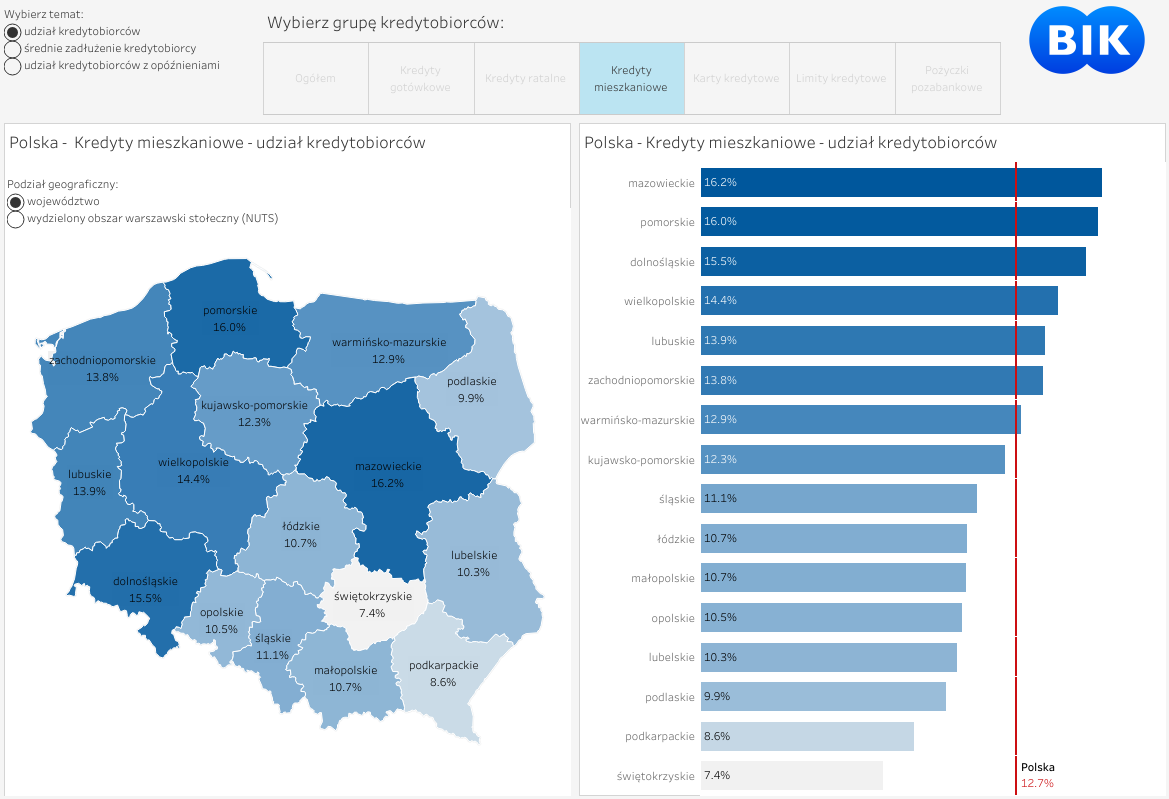 Wybierz temat:
udział kredytobiorców
średnie zadłużenie kredytobiorcy
udział kredytobiorców z opóźnieniami
Wybierz grupę kredytobiorców:
Ogółem
Kredyty
gotówkowe
Kredyty ratalne
Kredyty
mieszkaniowe
Karty kredytowe
Limity kredytowe
Pożyczki
pozabankowe
BIK
Polska - Kredyty mieszkaniowe - udział kredytobiorców
Podział geograficzny:
województwo
wydzielony obszar warszawski stołeczny (NUTS)
pomorskie
16.0%
warmińsko-mazurskie
12.9%
zachodniopomorskie
13.8%
podlaskie
9.9%
kujawsko-pomorskie
12.3%
wielkopolskie
14.4%
mazowieckie
16.2%
lubuskie
13.9%
łódzkie
10.7%
lubelskie
10.3%
dolnośląskie
15.5%
świętokrzyskie
7.4%
opolskie
10.5%
śląskie
11.1%
małopolskie
10.7%
podkarpackie
8.6%
Polska - Kredyty mieszkaniowe - udział kredytobiorców
mazowieckie 16.2%
pomorskie 16.0%
dolnośląskie 15.5%
wielkopolskie 14.4%
lubuskie 13.9%
zachodniopomorskie 13.8%
warmińsko-mazurskie 12.9%
kujawsko-pomorskie 12.3%
śląskie 11.1%
łódzkie 10.7%
małopolskie 10.7%
opolskie 10.5%
lubelskie 10.3%
podlaskie 9.9%
podkarpackie 8.6%
świętokrzyskie 7.4%
Polska
12.7%